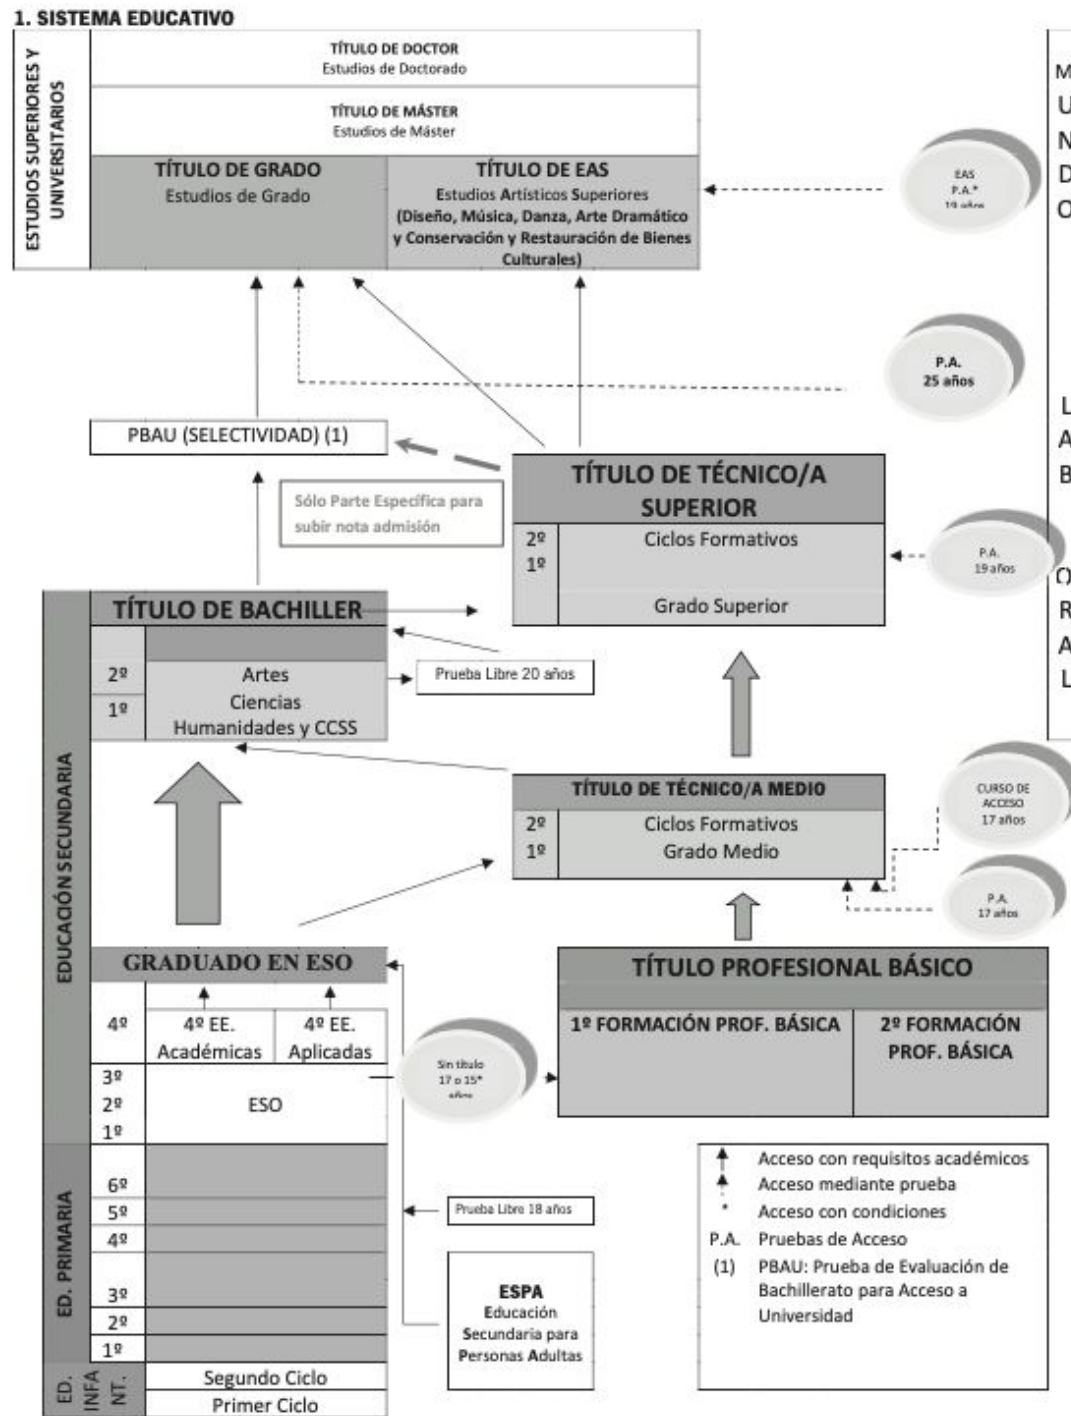 1. SISTEMA EDUCATIVO
ESTUDIOS SUPERIORES Y
UNIVERSITARIOS
TÍTULO DE DOCTOR
Estudios de Doctorado
TÍTULO DE MÁSTER
Estudios de Máster
TÍTULO DE GRADO
Estudios de Grado
TÍTULO DE EAS
Estudios Artísticos Superiores
(Diseño, Música, Danza, Arte Dramático
y Conservación y Restauración de Bienes
Culturales)
EAS
P.A.*
19 años
M
U
N
D
O
P.A.
25 años
L
A
B
O
R
A
L
PBAU (SELECTIVIDAD) (1)
Sólo Parte Específica para
subir nota admisión
TÍTULO DE TÉCNICO/A
SUPERIOR
2º
Ciclos Formativos
1º
Grado Superior
P.A.
19 años
EDUCACIÓN SECUNDARIA
TÍTULO DE BACHILLER
2º
Artes
1º
Ciencias
Humanidades y CCSS
Prueba Libre 20 años
TÍTULO DE TÉCNICO/A MEDIO
2º
Ciclos Formativos
1º
Grado Medio
CURSO DE
ACCESO
17 años
P.A.
17 años
GRADUADO EN ESO
4º
4º EE.
Académicas
4º EE.
Aplicadas
3º
2º
ESO
1º
Sin título
17 o 15*
años
TÍTULO PROFESIONAL BÁSICO
1º FORMACIÓN PROF. BÁSICA
2º FORMACIÓN
PROF. BÁSICA
ED. PRIMARIA
6º
5º
4º
3º
2º
1º
Prueba Libre 18 años
ESPA
Educación
Secundaria para
Personas Adultas
Acceso con requisitos académicos
Acceso mediante prueba
* Acceso con condiciones
P.A. Pruebas de Acceso
(1) PBAU: Prueba de Evaluación de
Bachillerato para Acceso a
Universidad
ED.
INFA
NT.
Segundo Ciclo
Primer Ciclo